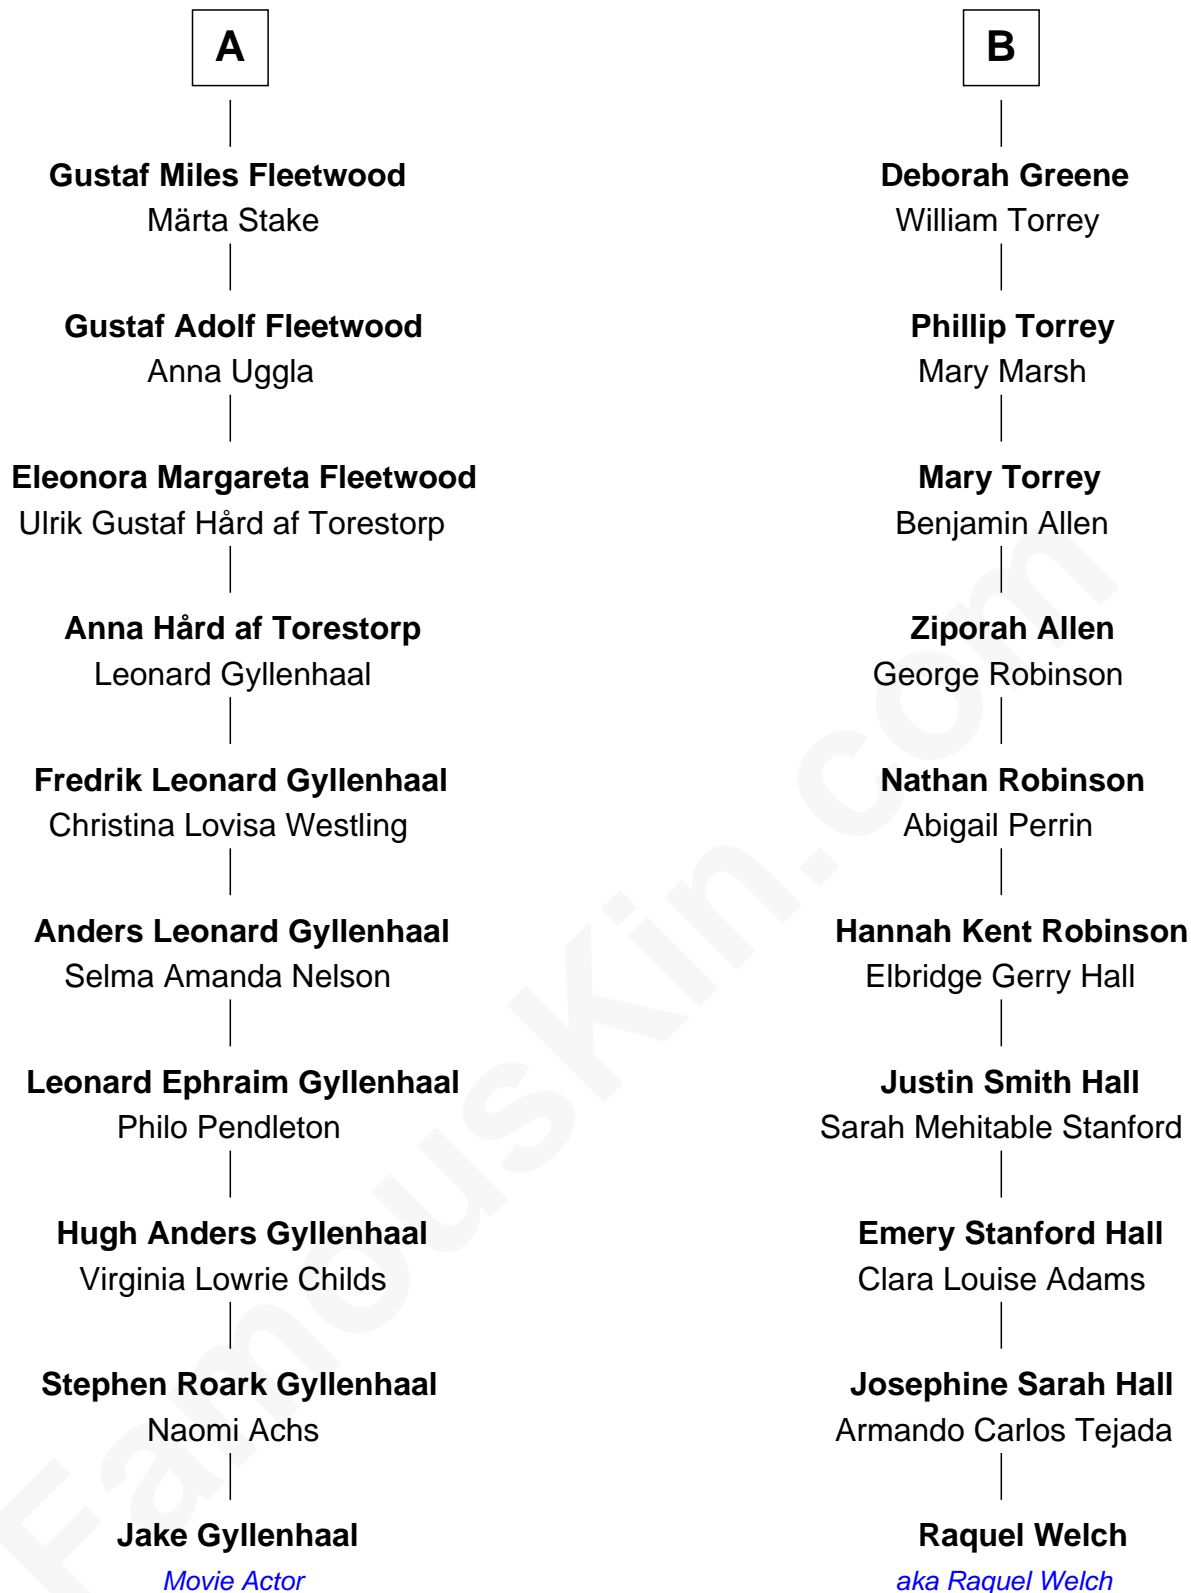 A
Gustaf Miles Fleetwood
Märta Stake
Gustaf Adolf Fleetwood
Anna Uggla
Eleonora Margareta Fleetwood
Ulrik Gustaf Hård af Torestorp
Anna Hård af Torestorp
Leonard Gyllenhaal
Fredrik Leonard Gyllenhaal
Christina Lovisa Westling
Anders Leonard Gyllenhaal
Selma Amanda Nelson
Leonard Ephraim Gyllenhaal
Philo Pendleton
Hugh Anders Gyllenhaal
Virginia Lowrie Childs
Stephen Roark Gyllenhaal
Naomi Achs
Jake Gyllenhaal
Movie Actor
B
Deborah Greene
William Torrey
Phillip Torrey
Mary Marsh
Mary Torrey
Benjamin Allen
Ziporah Allen
George Robinson
Nathan Robinson
Abigail Perrin
Hannah Kent Robinson
Elbridge Gerry Hall
Justin Smith Hall
Sarah Mehitable Stanford
Emery Stanford Hall
Clara Louise Adams
Josephine Sarah Hall
Armando Carlos Tejada
Raquel Welch
aka Raquel Welch
FamousKin.com